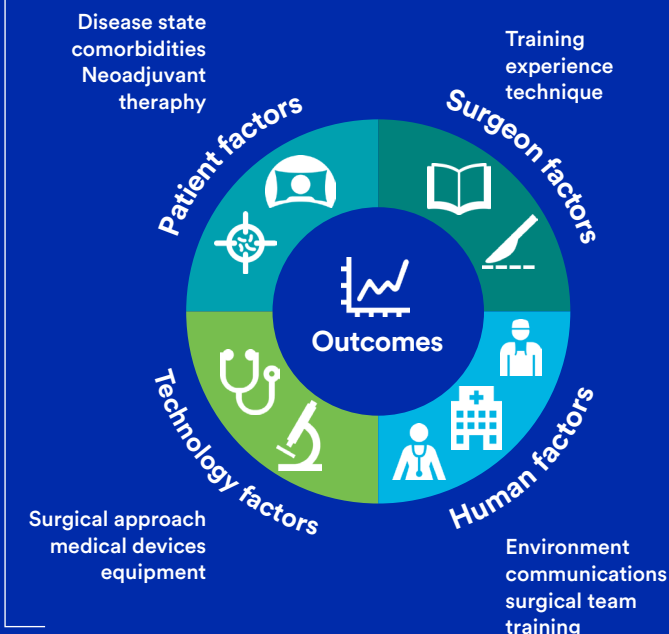 Disease state
comorbidities
Neoadjuvant
theraphy
Training
experience
technique
Patient factors
Surgeon factors
Outcomes
Technology factors
Human factors
Surgical approach
medical devices
equipment
Environment
communications
surgical team
training